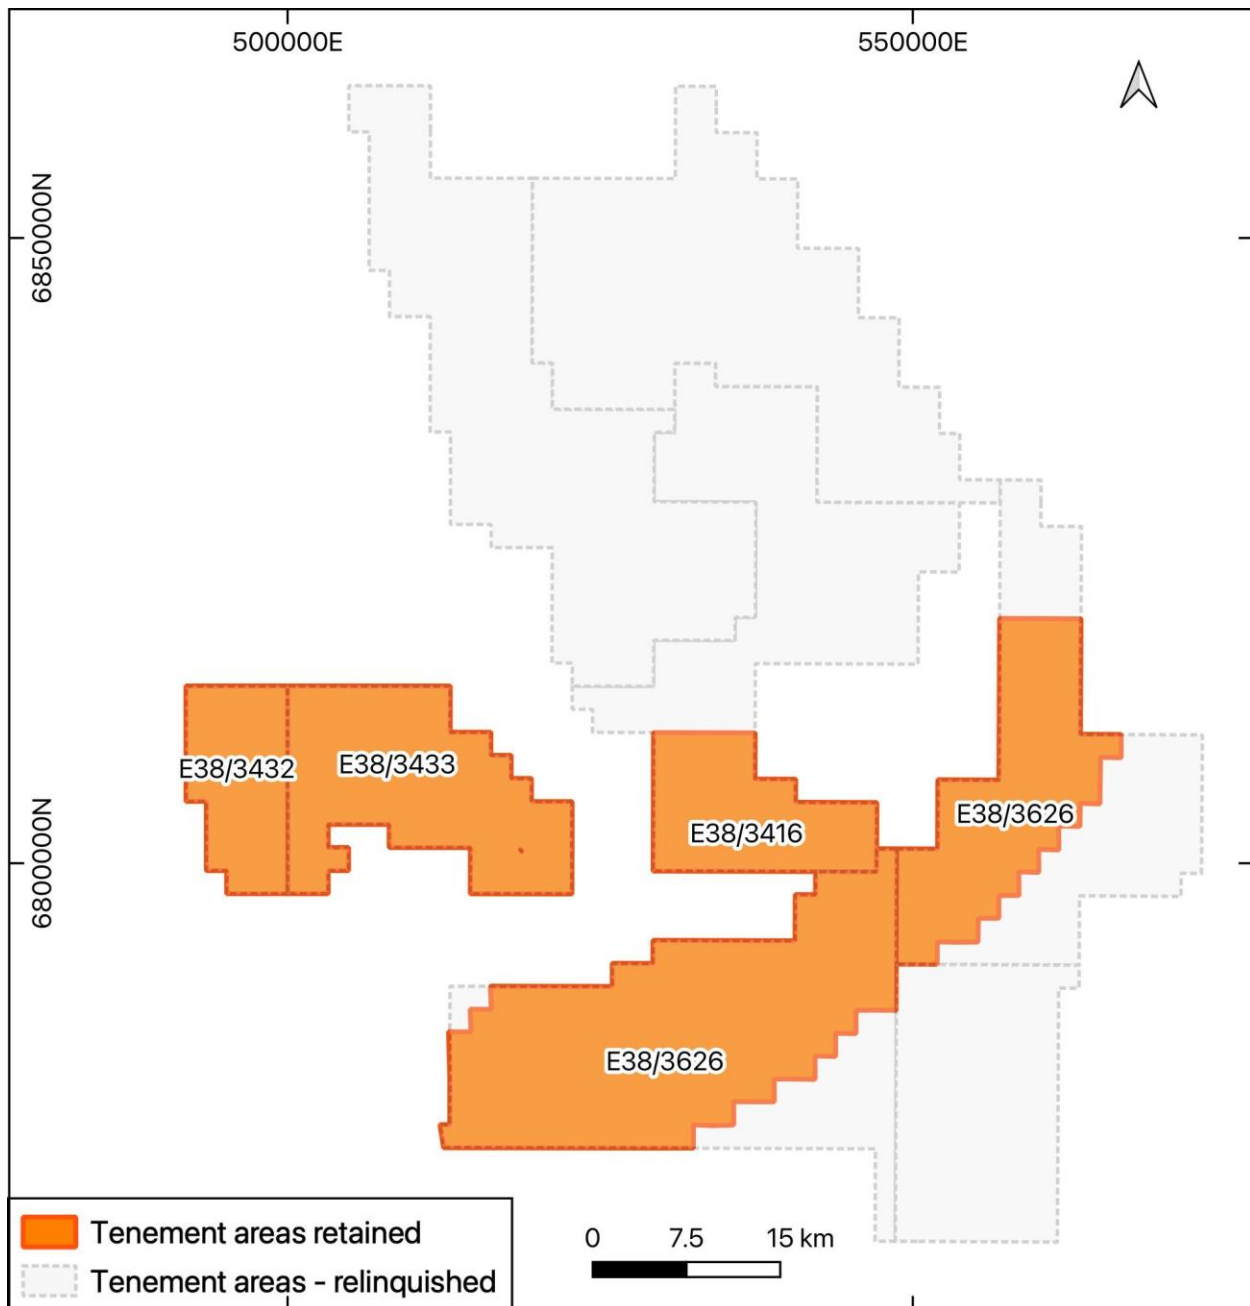 500000E
550000E
6850000N
E38/3432
E38/3433
E38/3416
E38/3626
6800000N
E38/3626
Tenement areas retained
Tenement areas - relinquished
0 7.5 15 km